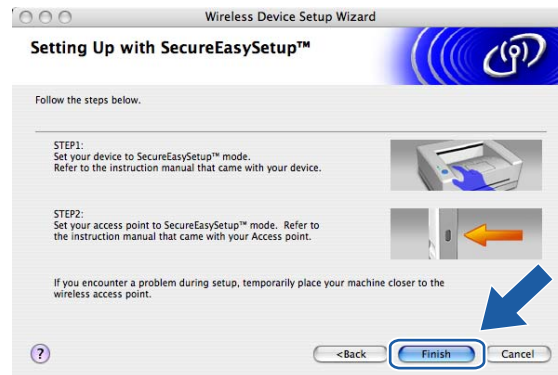 Wireless Device Setup Wizard
Setting Up with SecureEasySetup™
Follow the steps below.
STEP1:
Set your device to SecureEasySetup™ mode.
Refer to the instruction manual that came with your device.
STEP2:
Set your access point to SecureEasySetup™ mode. Refer to
the instruction manual that came with your Access point.
If you encounter a problem during setup, temporarily place your machine closer to the
wireless access point.
?
<Back
Finish
Cancel